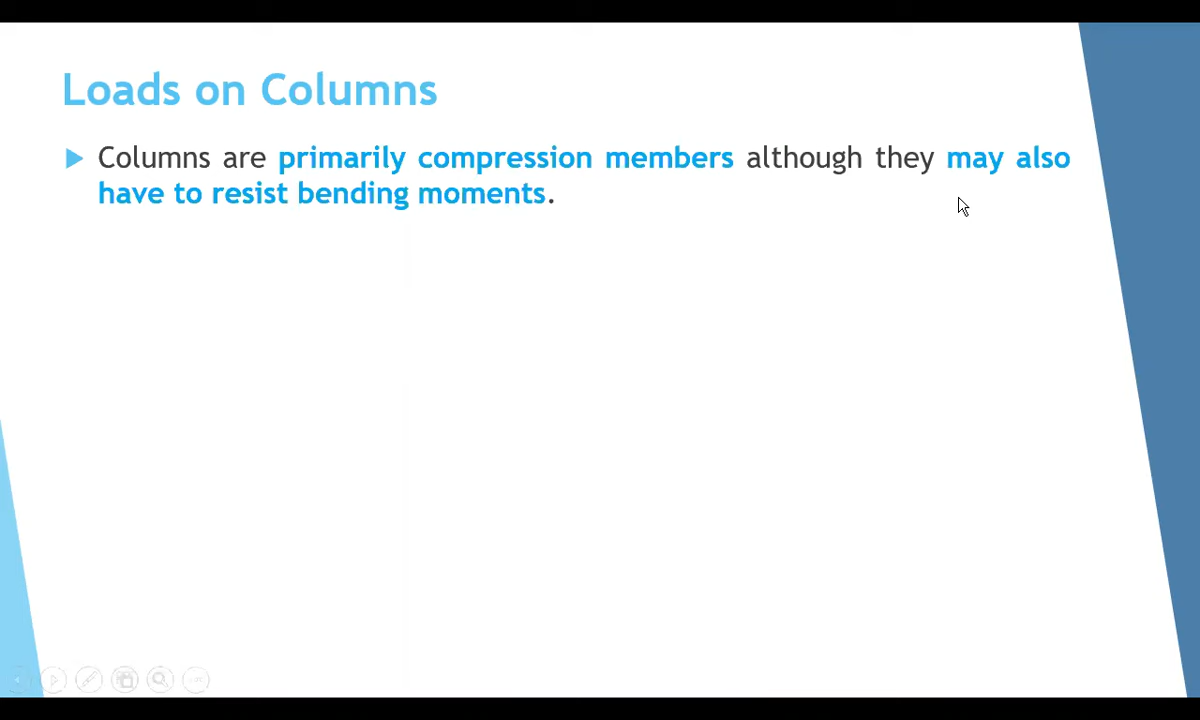 Loads on Columns
Columns are primarily compression members although they may also
have to resist bending moments.